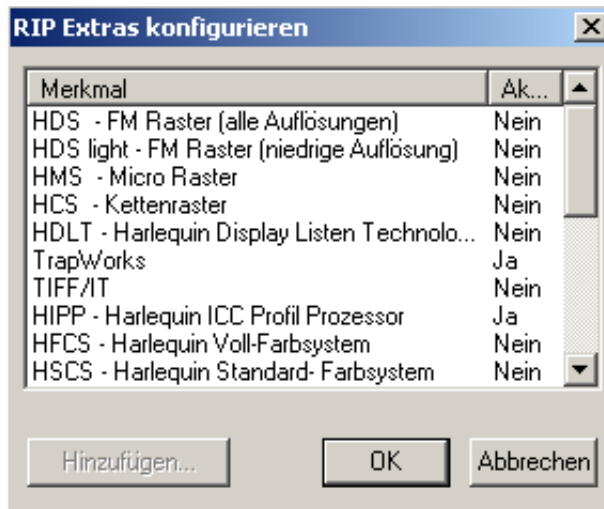 RIP Extras konfigurieren
Merkmal Ak...
HDS - FM Raster (alle Auflösungen) Nein
HDS light - FM Raster (niedrige Auflösung) Nein
HMS - Micro Raster Nein
HCS - Kettenraster Nein
HDLT - Harlequin Display Listen Technolo... Nein
TrapWorks Ja
TIFF/IT Nein
HIPP - Harlequin ICC Profil Prozessor Ja
HFCS - Harlequin Voll-Farbsystem Nein
HSCS - Harlequin Standard- Farbsystem Nein
Hinzufügen... OK Abbrechen